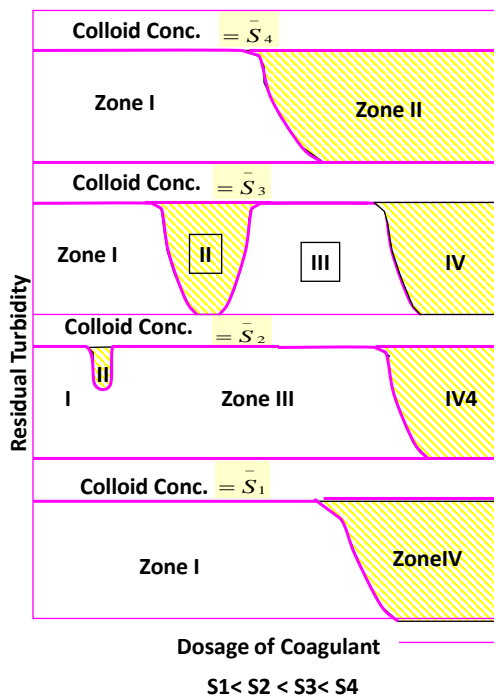 Colloid Conc. = S̄₄
Zone I Zone II
Colloid Conc. = S̄₃
Zone I II III IV
Colloid Conc. = S̄₂
I II Zone III IV4
Colloid Conc. = S̄₁
Zone I ZoneIV
Residual Turbidity
Dosage of Coagulant
S1< S2 < S3< S4